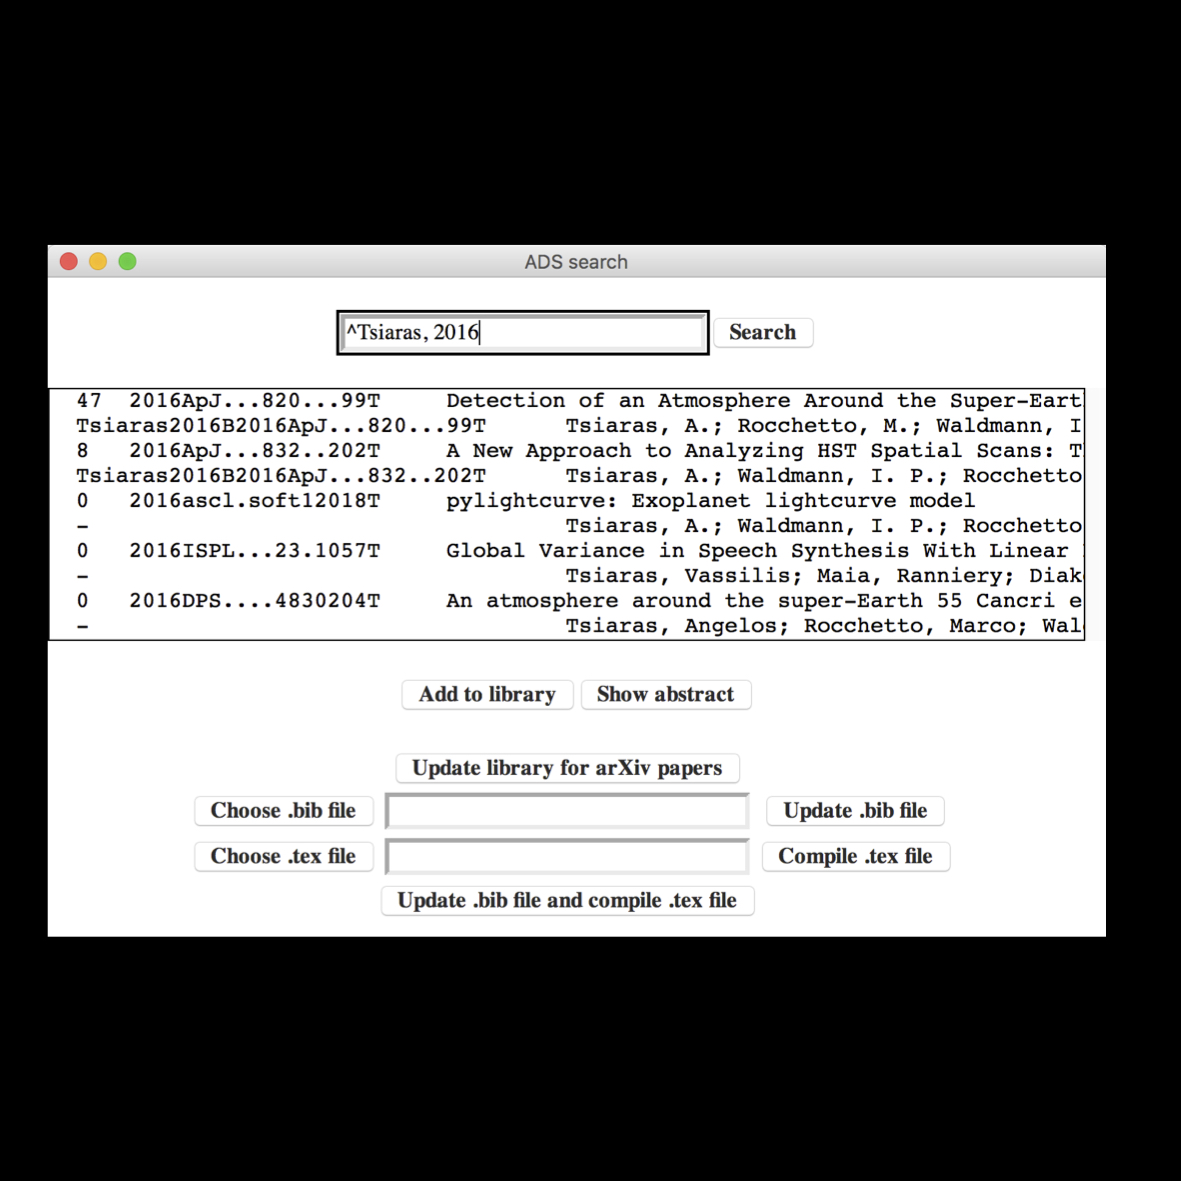 ADS search
^Tsiaras, 2016 Search
47 2016ApJ...820...99T Detection of an Atmosphere Around the Super-Eart
Tsiaras2016B2016ApJ...820...99T Tsiaras, A.; Rocchetto, M.; Waldmann, I
8 2016ApJ...832..202T A New Approach to Analyzing HST Spatial Scans: T
Tsiaras2016B2016ApJ...832..202T Tsiaras, A.; Waldmann, I. P.; Rocchetto
0 2016ascl.soft12018T pylightcurve: Exoplanet lightcurve model
- Tsiaras, A.; Waldmann, I. P.; Rocchetto
0 2016ISPL...23.1057T Global Variance in Speech Synthesis With Linear
- Tsiaras, Vassilis; Maia, Ranniery; Diak
0 2016DPS....4830204T An atmosphere around the super-Earth 55 Cancri e
- Tsiaras, Angelos; Rocchetto, Marco; Wal
Add to library Show abstract
Update library for arXiv papers
Choose .bib file Update .bib file
Choose .tex file Compile .tex file
Update .bib file and compile .tex file